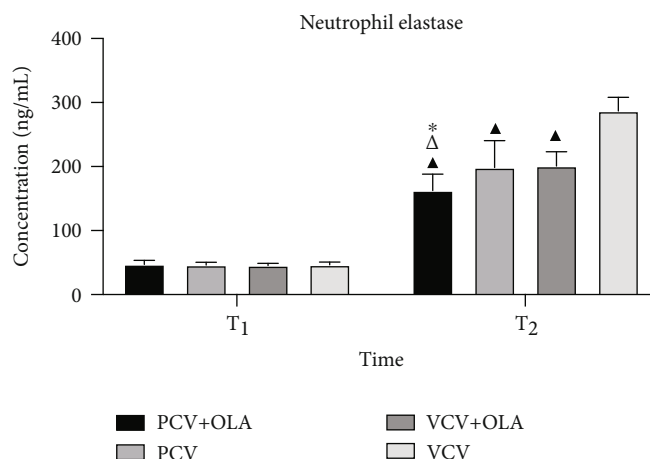 Neutrophil elastase
Concentration (ng/mL)
400
300
200
100
0
*
Δ
▲
▲
▲
T1
T2
Time
PCV+OLA
VCV+OLA
PCV
VCV